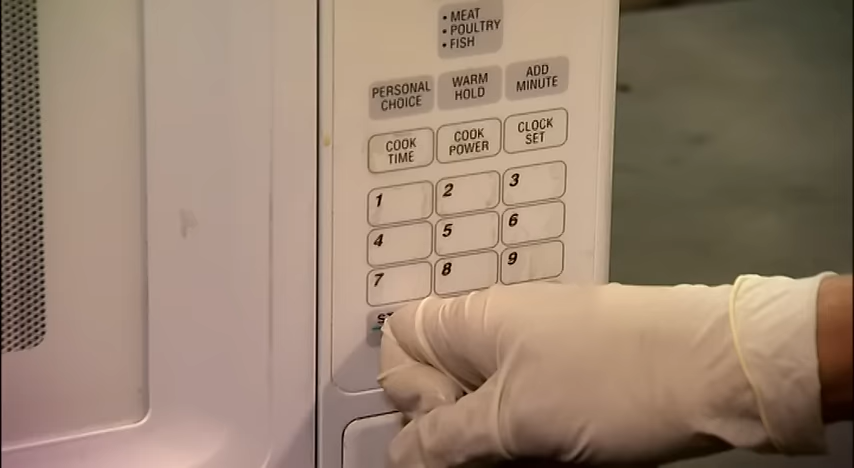 • MEAT
• POULTRY
• FISH
PERSONAL CHOICE
WARM HOLD
ADD MINUTE
COOK TIME
COOK POWER
CLOCK SET
1 2 3
4 5 6
7 8 9